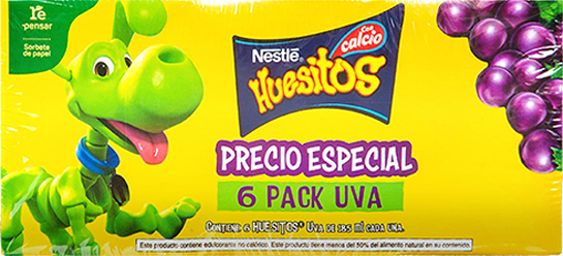 re
pensar
Sorbete
de papel
Nestlé®
Con calcio
HUESITOS
PRECIO ESPECIAL
6 PACK UVA
CONTIENE: 6 HUESITOS® UVA DE 185 ml CADA UNA.
Este producto contiene edulcorante no calórico. Este producto tiene menos del 50% del alimento natural en su contenido.